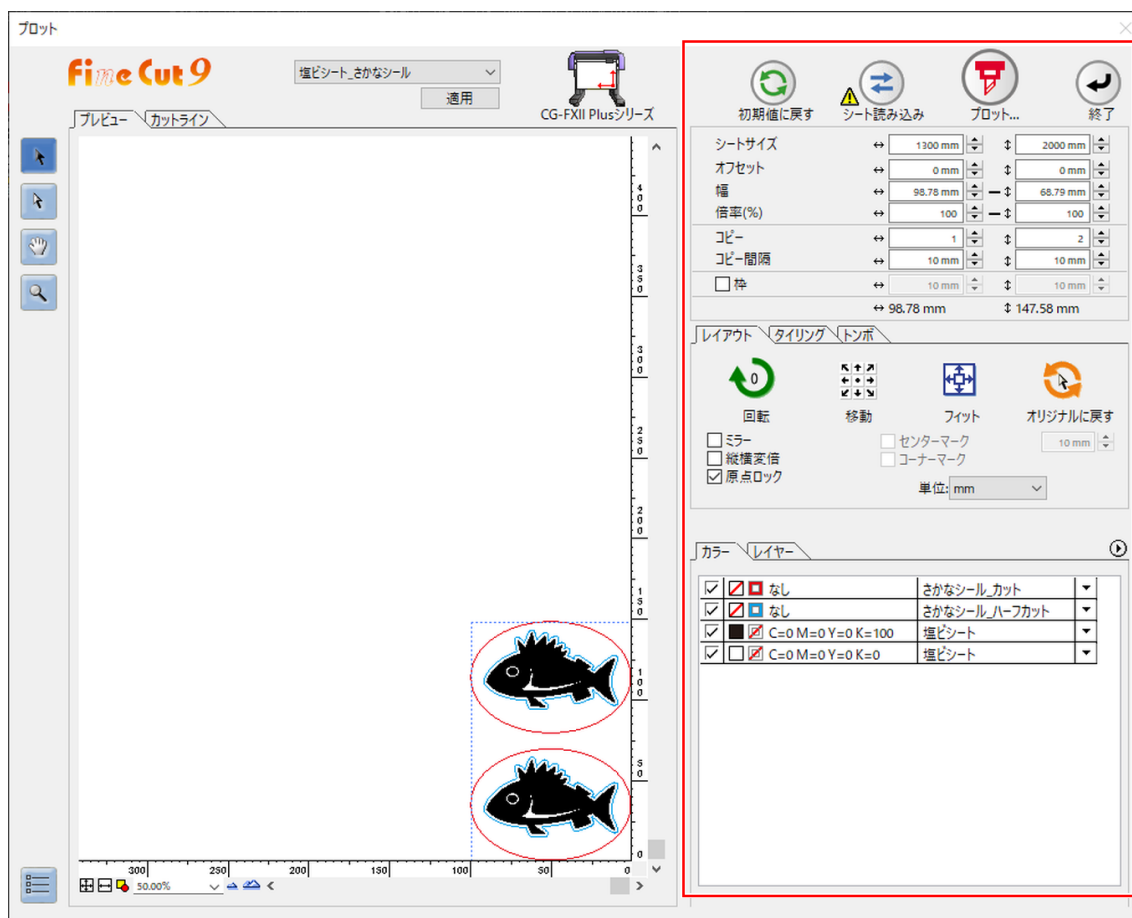 プロット
Fine Cut 9
塩ビシート_さかなシール
適用
CG-FXII Plusシリーズ
プレビュー カットライン
400
350
300
250
200
150
100
50
0
300 250 200 150 100 50 0
50.00%
初期値に戻す シート読み込み プロット... 終了
シートサイズ 1300 mm 2000 mm
オフセット 0 mm 0 mm
幅 98.78 mm 68.79 mm
倍率(%) 100 100
コピー 1 2
コピー間隔 10 mm 10 mm
枠 10 mm 10 mm
98.78 mm 147.58 mm
レイアウト タイリング トンボ
0
回転 移動 フィット オリジナルに戻す
ミラー センターマーク 10 mm
縦横変倍 コーナーマーク
原点ロック
単位: mm
カラー レイヤー
なし さかなシール_カット
なし さかなシール_ハーフカット
C=0 M=0 Y=0 K=100 塩ビシート
C=0 M=0 Y=0 K=0 塩ビシート